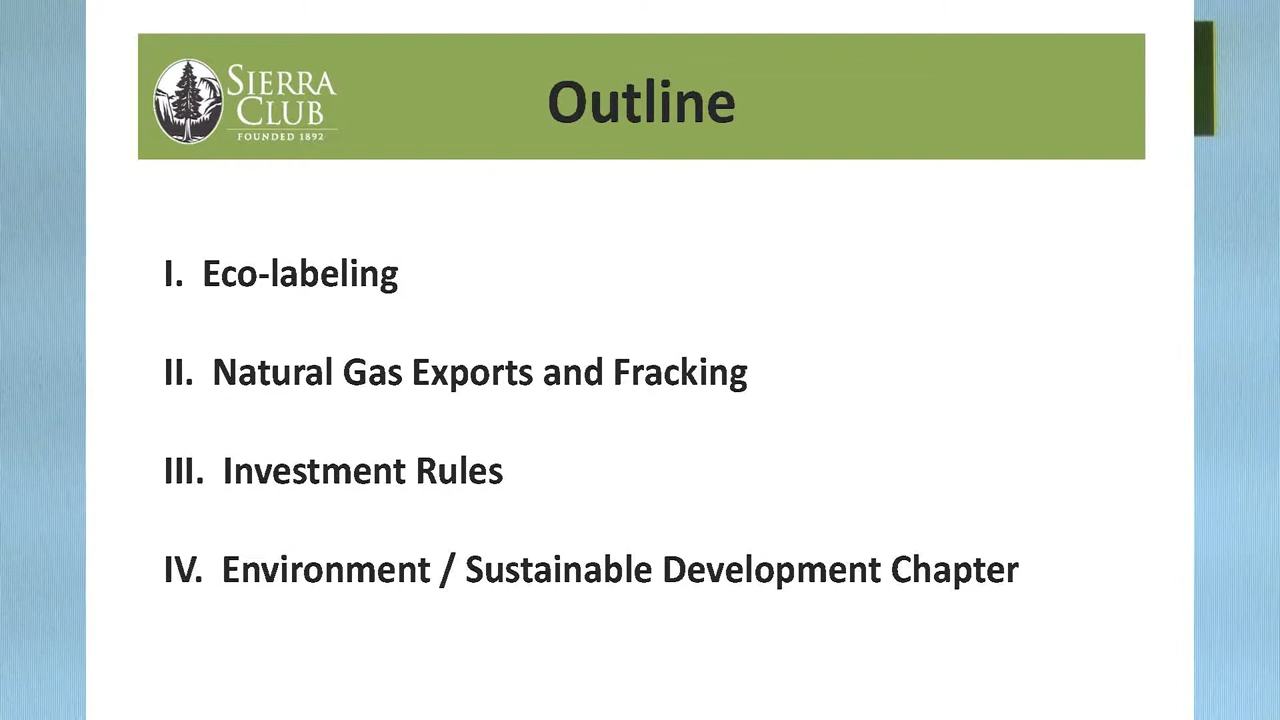 SIERRA
CLUB
FOUNDED 1892
Outline
I. Eco-labeling
II. Natural Gas Exports and Fracking
III. Investment Rules
IV. Environment / Sustainable Development Chapter